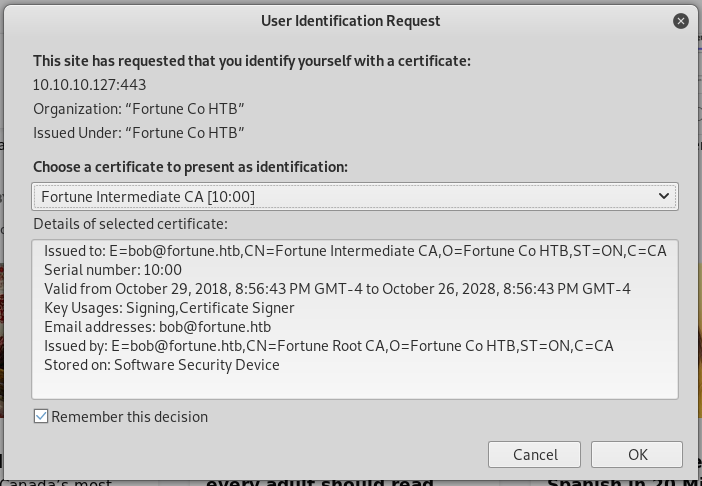 User Identification Request
This site has requested that you identify yourself with a certificate:
10.10.10.127:443
Organization: “Fortune Co HTB”
Issued Under: “Fortune Co HTB”
Choose a certificate to present as identification:
Fortune Intermediate CA [10:00]
Details of selected certificate:
Issued to: E=bob@fortune.htb,CN=Fortune Intermediate CA,O=Fortune Co HTB,ST=ON,C=CA
Serial number: 10:00
Valid from October 29, 2018, 8:56:43 PM GMT-4 to October 26, 2028, 8:56:43 PM GMT-4
Key Usages: Signing,Certificate Signer
Email addresses: bob@fortune.htb
Issued by: E=bob@fortune.htb,CN=Fortune Root CA,O=Fortune Co HTB,ST=ON,C=CA
Stored on: Software Security Device
Remember this decision
Cancel OK
Canada’s most every adult should read Spanish in 20